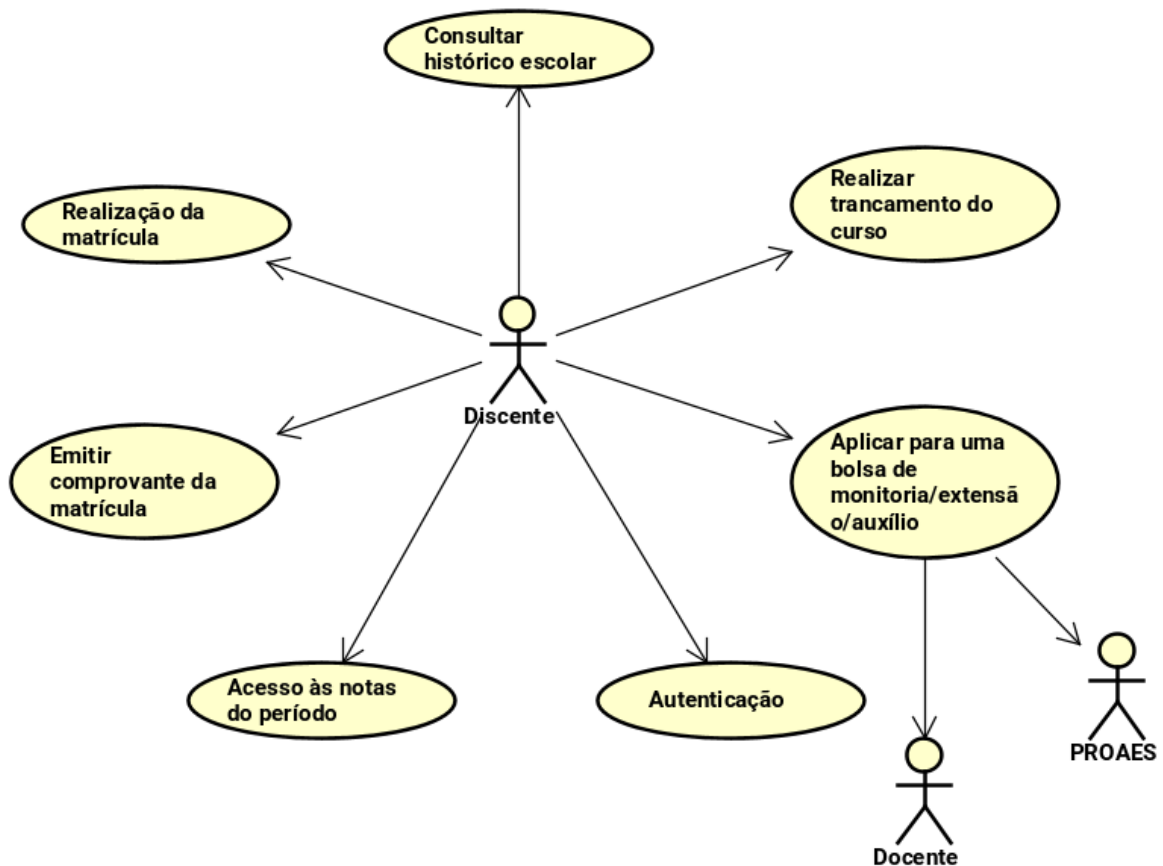 Consultar
histórico escolar
Realização da
matrícula
Realizar
trancamento do
curso
Discente
Emitir
comprovante da
matrícula
Aplicar para uma
bolsa de
monitoria/extensã
o/auxílio
Acesso às notas
do período
Autenticação
PROAES
Docente